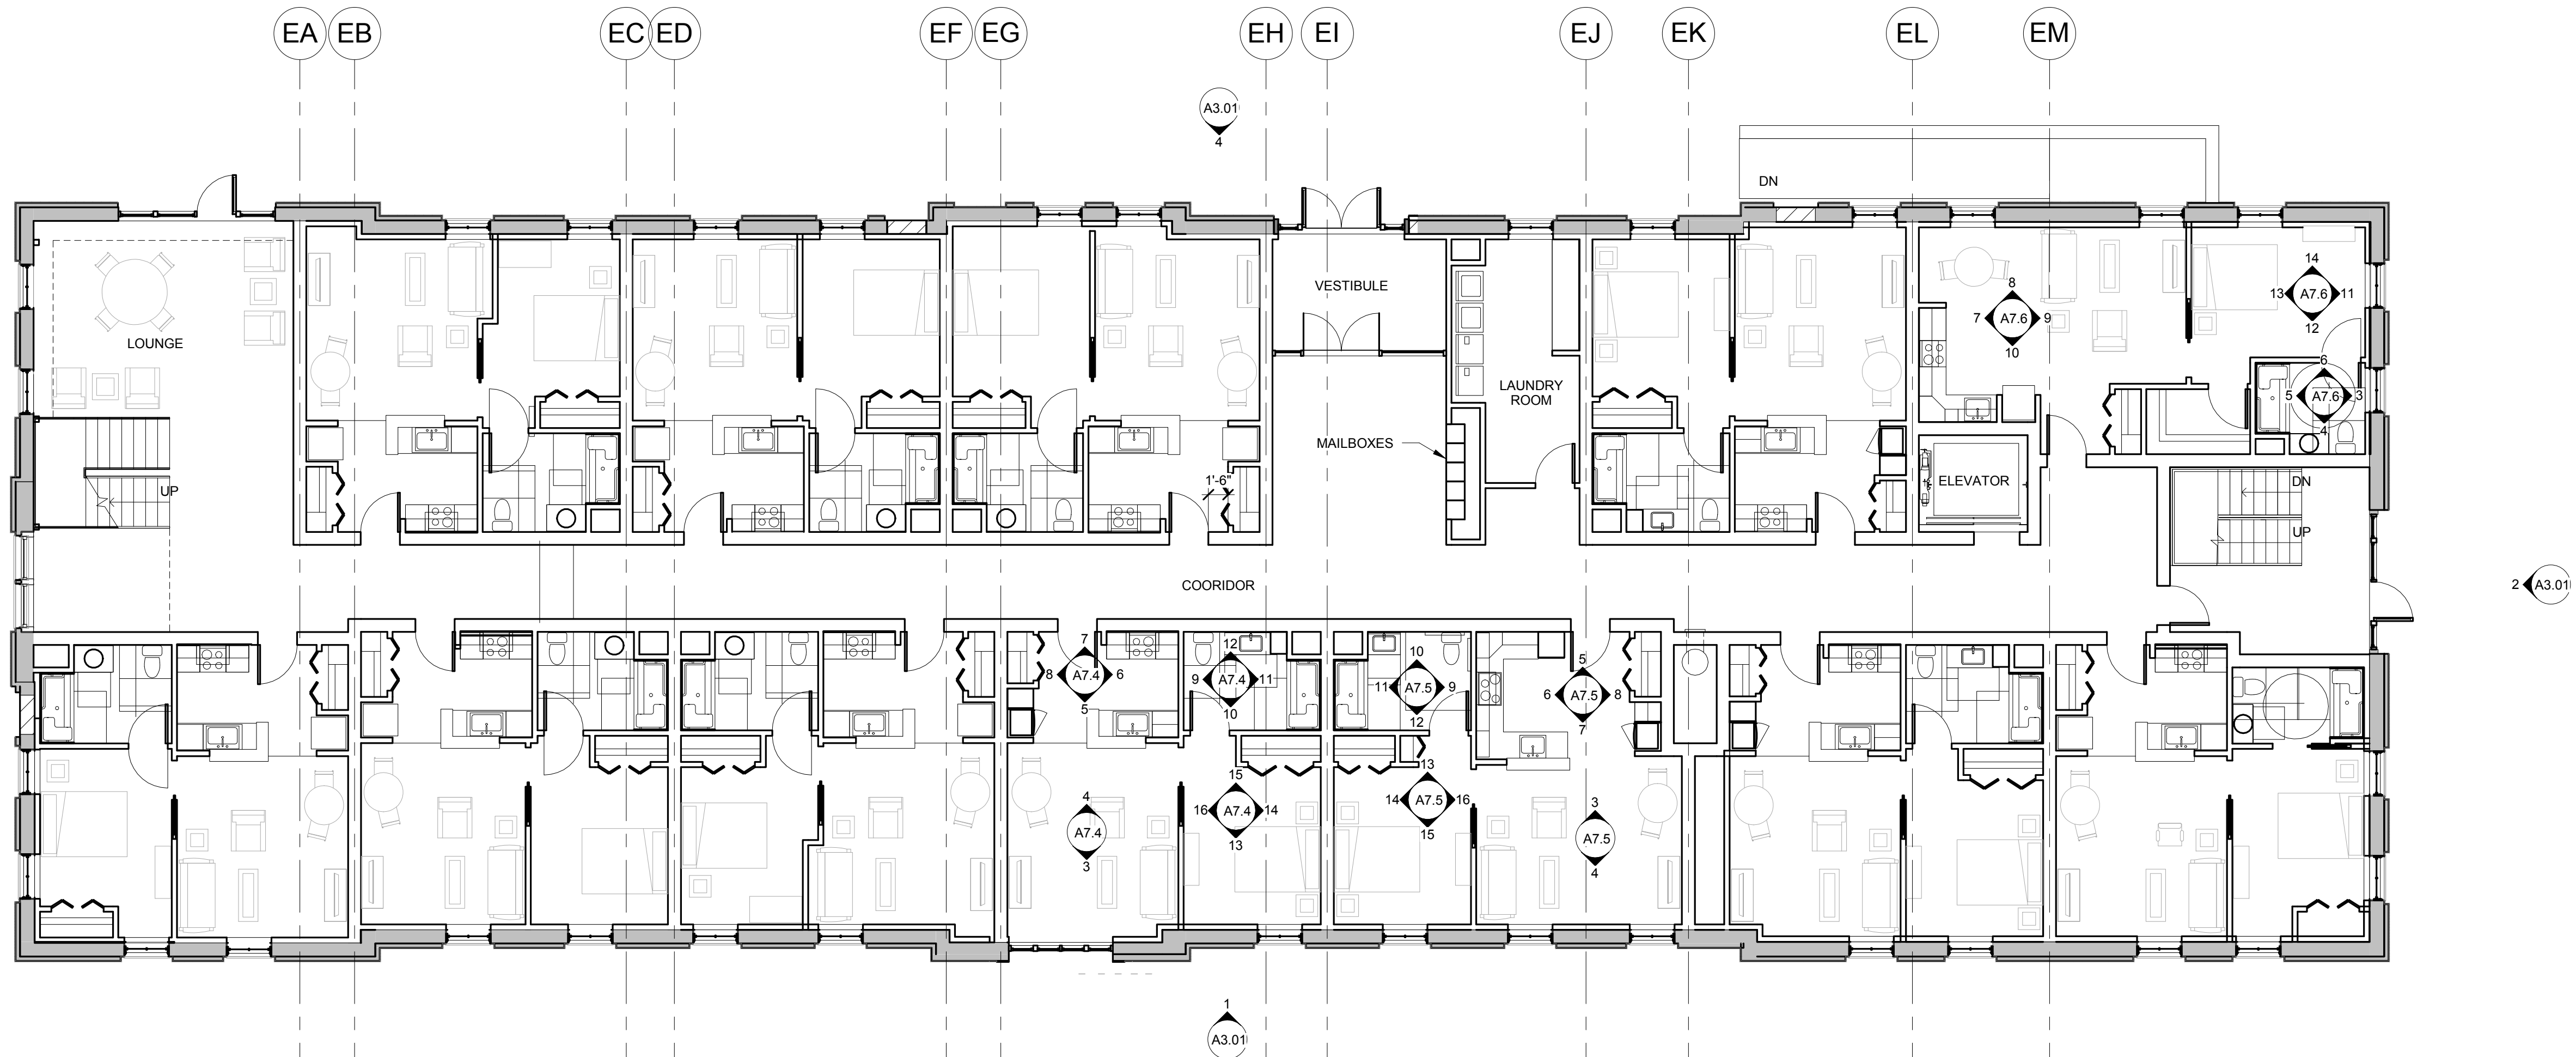 EA EB EC ED EF EG EH EI EJ EK EL EM
A3.01
4
DN
LOUNGE
UP
VESTIBULE
LAUNDRY
ROOM
MAILBOXES
1'-6"
8
7 A7.6 9
10
14
13 A7.6 11
12
6
5 A7.6 3
4
ELEVATOR
DN
UP
COORIDOR
2 A3.01
7
8 A7.4 6
5
12
9 A7.4 11
10
10
11 A7.5 9
12
5
6 A7.5 8
7
4
A7.4
3
15
16 A7.4 14
13
13
14 A7.5 16
15
3
A7.5
4
1
A3.01